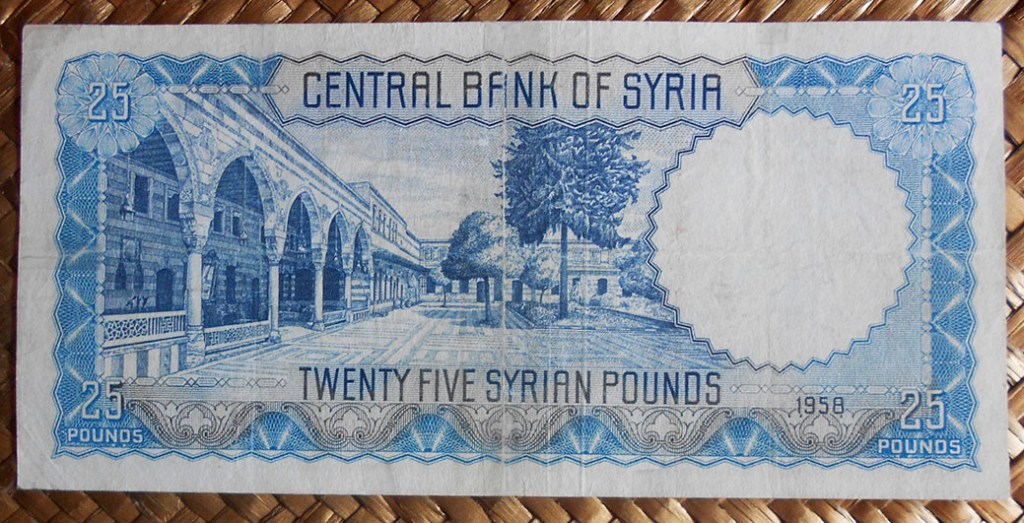 25 CENTRAL BANK OF SYRIA 25
TWENTY FIVE SYRIAN POUNDS
1958
25 25
POUNDS POUNDS